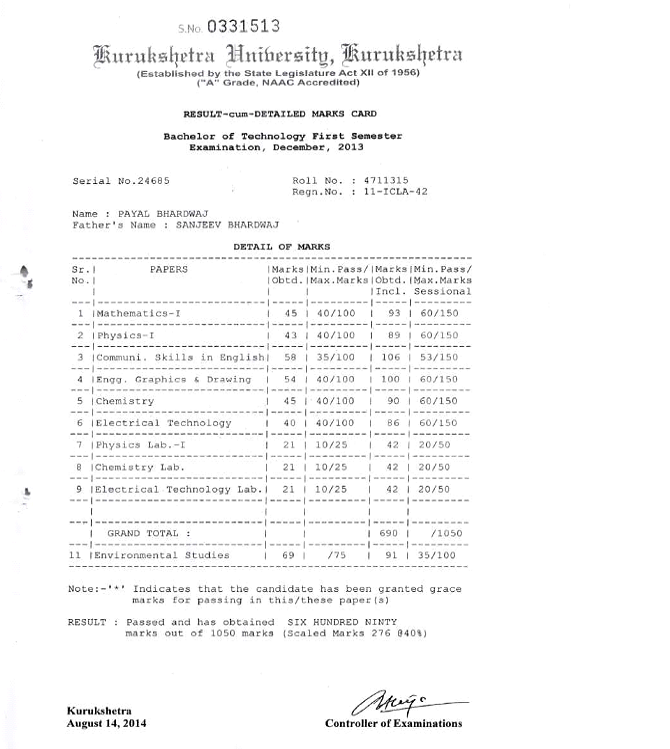 S.No. 0331513
Kurukshetra University, Kurukshetra
(Established by the State Legislature Act XII of 1956)
("A" Grade, NAAC Accredited)
RESULT-cum-DETAILED MARKS CARD
Bachelor of Technology First Semester
Examination, December, 2013
Serial No.24685 Roll No. : 4711315
Regn.No. : 11-ICLA-42
Name : PAYAL BHARDWAJ
Father's Name : SANJEEV BHARDWAJ
DETAIL OF MARKS
Sr.| PAPERS |Marks|Min.Pass/|Marks|Min.Pass/
No.| |Obtd.|Max.Marks|Obtd.|Max.Marks
| | | |Incl. Sessional
1 |Mathematics-I | 45 | 40/100 | 93 | 60/150
2 |Physics-I | 43 | 40/100 | 89 | 60/150
3 |Communi. Skills in English| 58 | 35/100 | 106 | 53/150
4 |Engg. Graphics & Drawing | 54 | 40/100 | 100 | 60/150
5 |Chemistry | 45 | 40/100 | 90 | 60/150
6 |Electrical Technology | 40 | 40/100 | 86 | 60/150
7 |Physics Lab.-I | 21 | 10/25 | 42 | 20/50
8 |Chemistry Lab. | 21 | 10/25 | 42 | 20/50
9 |Electrical Technology Lab.| 21 | 10/25 | 42 | 20/50
| GRAND TOTAL : | | | 690 | /1050
11 |Environmental Studies | 69 | /75 | 91 | 35/100
Note:-'*' Indicates that the candidate has been granted grace
marks for passing in this/these paper(s)
RESULT : Passed and has obtained SIX HUNDRED NINTY
marks out of 1050 marks (Scaled Marks 276 @40%)
Kurukshetra
August 14, 2014 Controller of Examinations